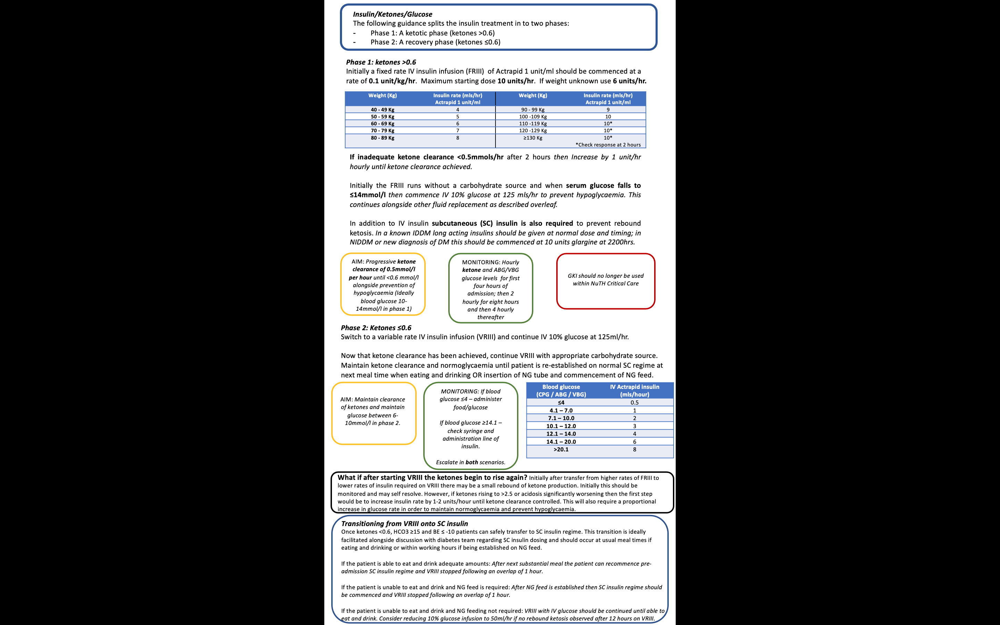 Insulin/Ketones/Glucose
The following guidance splits the insulin treatment in to two phases:
- Phase 1: A ketotic phase (ketones >0.6)
- Phase 2: A recovery phase (ketones ≤0.6)
Phase 1: ketones >0.6
Initially a fixed rate IV insulin infusion (FRIII) of Actrapid 1 unit/ml should be commenced at a
rate of 0.1 unit/kg/hr. Maximum starting dose 10 units/hr. If weight unknown use 6 units/hr.
Weight (Kg) Insulin rate (mls/hr) Weight (Kg) Insulin rate (mls/hr)
Actrapid 1 unit/ml Actrapid 1 unit/ml
40 - 49 Kg 4 90 - 99 Kg 9
50 - 59 Kg 5 100 -109 Kg 10
60 - 69 Kg 6 110 -119 Kg 10*
70 - 79 Kg 7 120 -129 Kg 10*
80 - 89 Kg 8 ≥130 Kg 10*
*Check response at 2 hours
If inadequate ketone clearance <0.5mmols/hr after 2 hours then Increase by 1 unit/hr
hourly until ketone clearance achieved.
Initially the FRIII runs without a carbohydrate source and when serum glucose falls to
≤14mmol/l then commence IV 10% glucose at 125 mls/hr to prevent hypoglycaemia. This
continues alongside other fluid replacement as described overleaf.
In addition to IV insulin subcutaneous (SC) insulin is also required to prevent rebound
ketosis. In a known IDDM long acting insulins should be given at normal dose and timing; in
NIDDM or new diagnosis of DM this should be commenced at 10 units glargine at 2200hrs.
AIM: Progressive ketone
clearance of 0.5mmol/l
per hour until <0.6 mmol/l
alongside prevention of
hypoglycaemia (Ideally
blood glucose 10-
14mmol/l in phase 1)
MONITORING: Hourly
ketone and ABG/VBG
glucose levels for first
four hours of
admission; then 2
hourly for eight hours
and then 4 hourly
thereafter
GKI should no longer be used
within NuTH Critical Care
Phase 2: Ketones ≤0.6
Switch to a variable rate IV insulin infusion (VRIII) and continue IV 10% glucose at 125ml/hr.
Now that ketone clearance has been achieved, continue VRIII with appropriate carbohydrate source.
Maintain ketone clearance and normoglycaemia until patient is re-established on normal SC regime at
next meal time when eating and drinking OR insertion of NG tube and commencement of NG feed.
AIM: Maintain clearance
of ketones and maintain
glucose between 6-
10mmol/l in phase 2.
MONITORING: If blood
glucose ≤4 – administer
food/glucose
If blood glucose ≥14.1 –
check syringe and
administration line of
insulin.
Escalate in both scenarios.
Blood glucose IV Actrapid insulin
(CPG / ABG / VBG) (mls/hour)
≤4 0.5
4.1 – 7.0 1
7.1 – 10.0 2
10.1 – 12.0 3
12.1 – 14.0 4
14.1 – 20.0 6
>20.1 8
What if after starting VRIII the ketones begin to rise again? Initially after transfer from higher rates of FRIII to
lower rates of insulin required on VRIII there may be a small rebound of ketone production. Initially this should be
monitored and may self resolve. However, if ketones rising to >2.5 or acidosis significantly worsening then the first step
would be to increase insulin rate by 1-2 units/hour until ketone clearance controlled. This will also require a proportional
increase in glucose rate in order to maintain normoglycaemia and prevent hypoglycaemia.
Transitioning from VRIII onto SC insulin
Once ketones <0.6, HCO3 ≥15 and BE ≤ -10 patients can safely transfer to SC insulin regime. This transition is ideally
facilitated alongside discussion with diabetes team regarding SC insulin dosing and should occur at usual meal times if
eating and drinking or within working hours if being established on NG feed.
If the patient is able to eat and drink adequate amounts: After next substantial meal the patient can recommence pre-
admission SC insulin regime and VRIII stopped following an overlap of 1 hour.
If the patient is unable to eat and drink and NG feed is required: After NG feed is established then SC insulin regime should
be commenced and VRIII stopped following an overlap of 1 hour.
If the patient is unable to eat and drink and NG feeding not required: VRIII with IV glucose should be continued until able to
eat and drink. Consider reducing 10% glucose infusion to 50ml/hr if no rebound ketosis observed after 12 hours on VRIII.